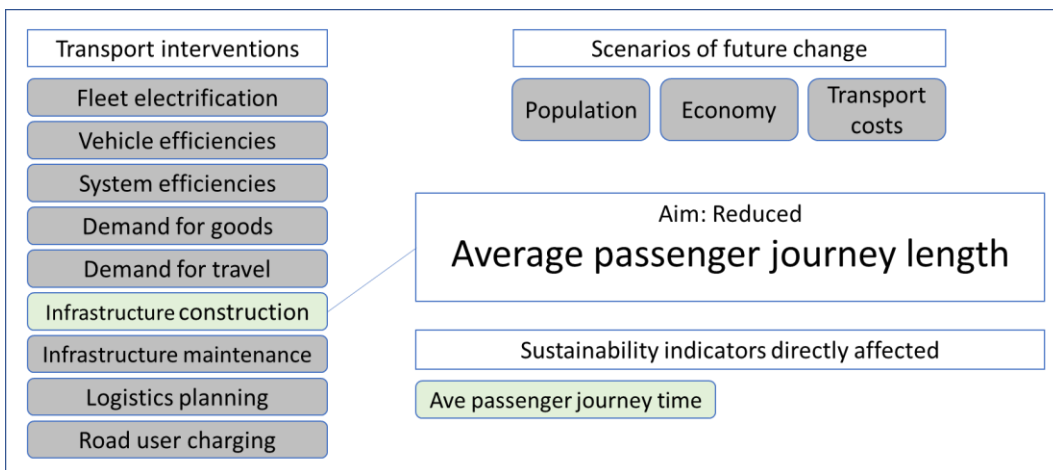 Transport interventions
Fleet electrification
Vehicle efficiencies
System efficiencies
Demand for goods
Demand for travel
Infrastructure construction
Infrastructure maintenance
Logistics planning
Road user charging
Scenarios of future change
Population
Economy
Transport
costs
Aim: Reduced
Average passenger journey length
Sustainability indicators directly affected
Ave passenger journey time